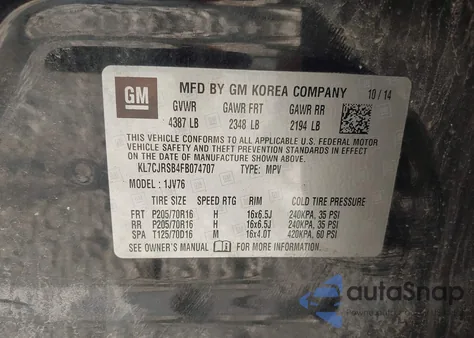 GM
MFD BY GM KOREA COMPANY 10/14
GVWR GAWR FRT GAWR RR
4387 LB 2348 LB 2194 LB
THIS VEHICLE CONFORMS TO ALL APPLICABLE U.S. FEDERAL MOTOR
VEHICLE SAFETY AND THEFT PREVENTION STANDARDS IN EFFECT ON
THE DATE OF MANUFACTURE SHOWN ABOVE.
KL7CJRSB4FB074707 TYPE: MPV
MODEL: 1JV76
TIRE SIZE SPEED RTG RIM COLD TIRE PRESSURE
FRT P205/70R16 H 16x6.5J 240KPA, 35 PSI
RR P205/70R16 H 16x6.5J 240KPA, 35 PSI
SPA T125/70D16 M 16x4.0T 420KPA, 60 PSI
SEE OWNER'S MANUAL FOR MORE INFORMATION.
autoSnap